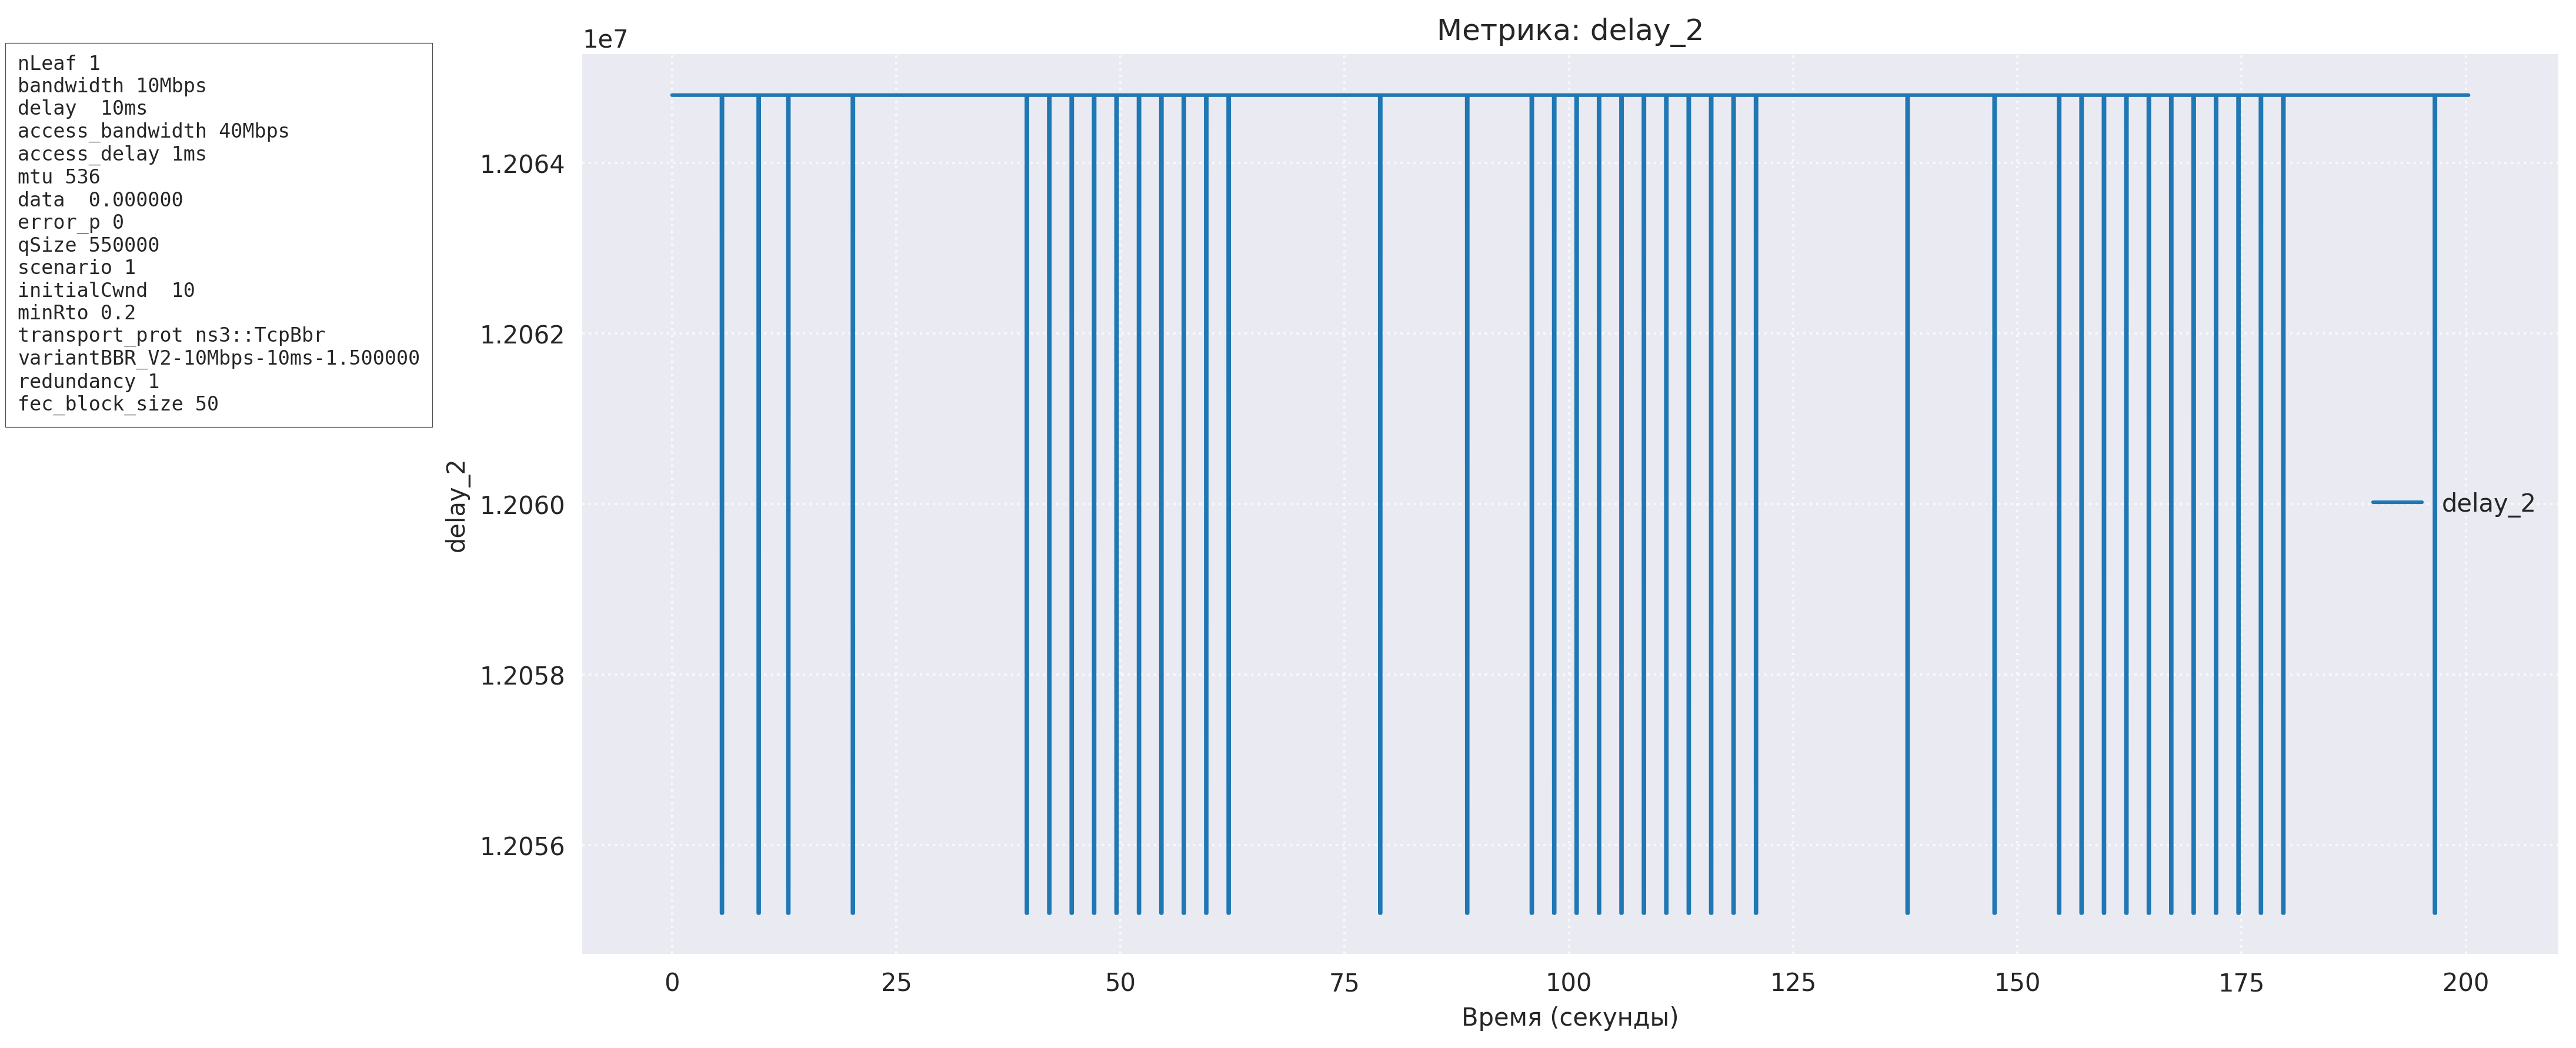 nLeaf 1
bandwidth 10Mbps
delay  10ms
access_bandwidth 40Mbps
access_delay 1ms
mtu 536
data  0.000000
error_p 0
qSize 550000
scenario 1
initialCwnd  10
minRto 0.2
transport_prot ns3::TcpBbr
variantBBR_V2-10Mbps-10ms-1.500000
redundancy 1
fec_block_size 50
Метрика: delay_2
1e7
1.2064
1.2062
1.2060
1.2058
1.2056
delay_2
delay_2
0 25 50 75 100 125 150 175 200
Время (секунды)